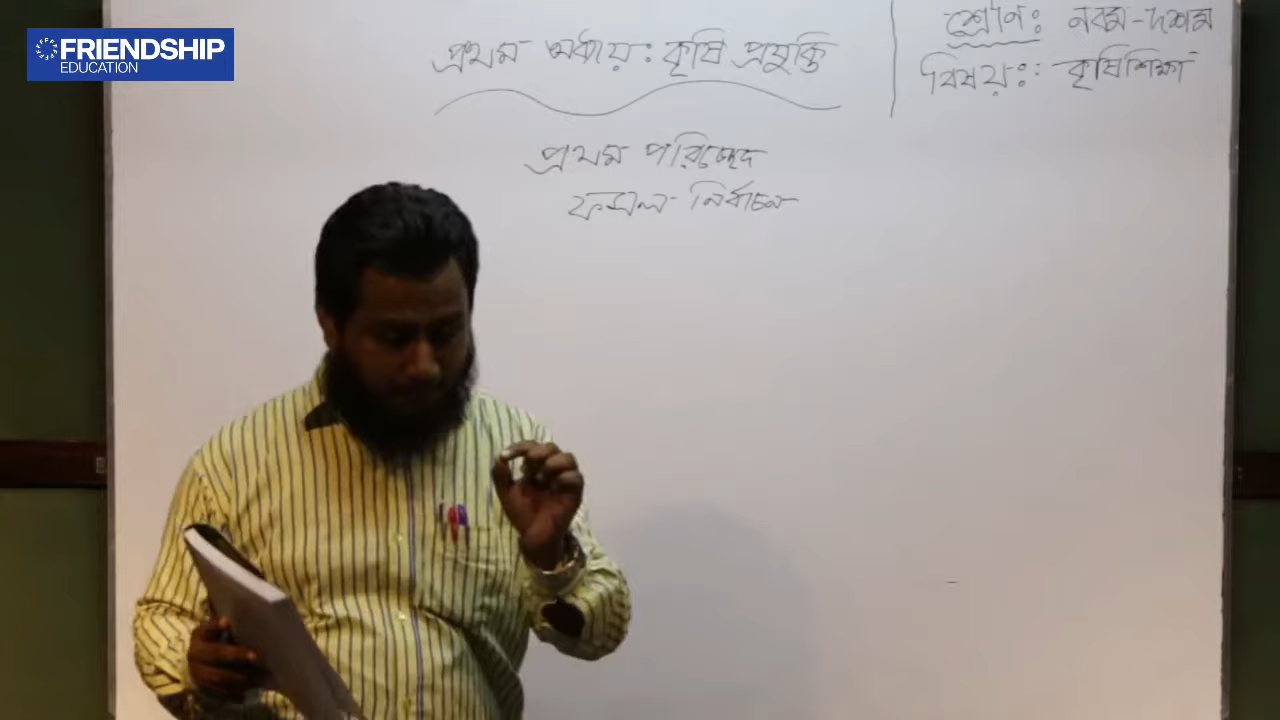 FRIENDSHIP
EDUCATION
প্রথম অধ্যায়ঃ কৃষি প্রযুক্তি
শ্রেণিঃ নবম-দশম
বিষয়ঃ কৃষিশিক্ষা
প্রথম পরিচ্ছেদ
ফসল নির্বাচন